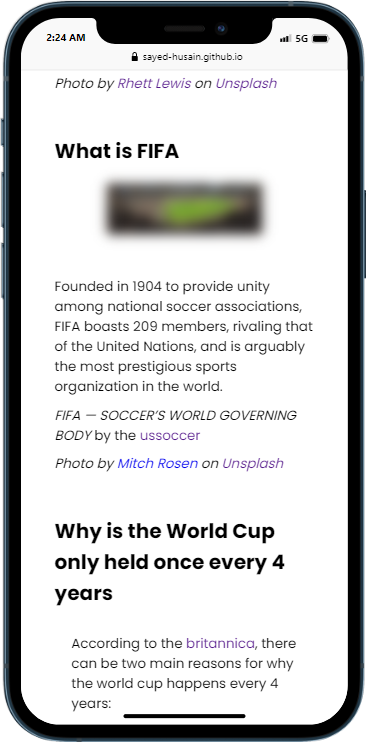 2:24 AM
5G
sayed-husain.github.io
Photo by Rhett Lewis on Unsplash
What is FIFA
Founded in 1904 to provide unity
among national soccer associations,
FIFA boasts 209 members, rivaling that
of the United Nations, and is arguably
the most prestigious sports
organization in the world.
FIFA — SOCCER'S WORLD GOVERNING
BODY by the ussoccer
Photo by Mitch Rosen on Unsplash
Why is the World Cup
only held once every 4
years
According to the britannica, there
can be two main reasons for why
the world cup happens every 4
years: